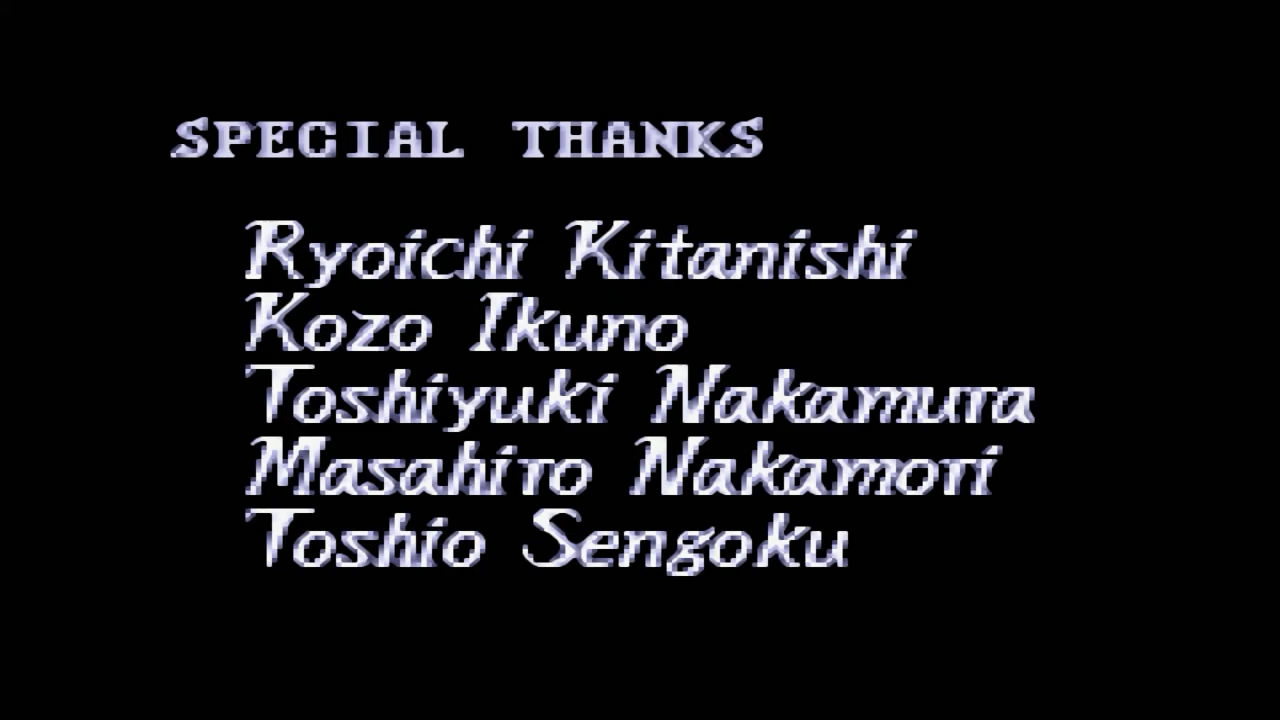 SPECIAL THANKS
Ryoichi Kitanishi
Kozo Ikuno
Toshiyuki Nakamura
Masahiro Nakamori
Toshio Sengoku